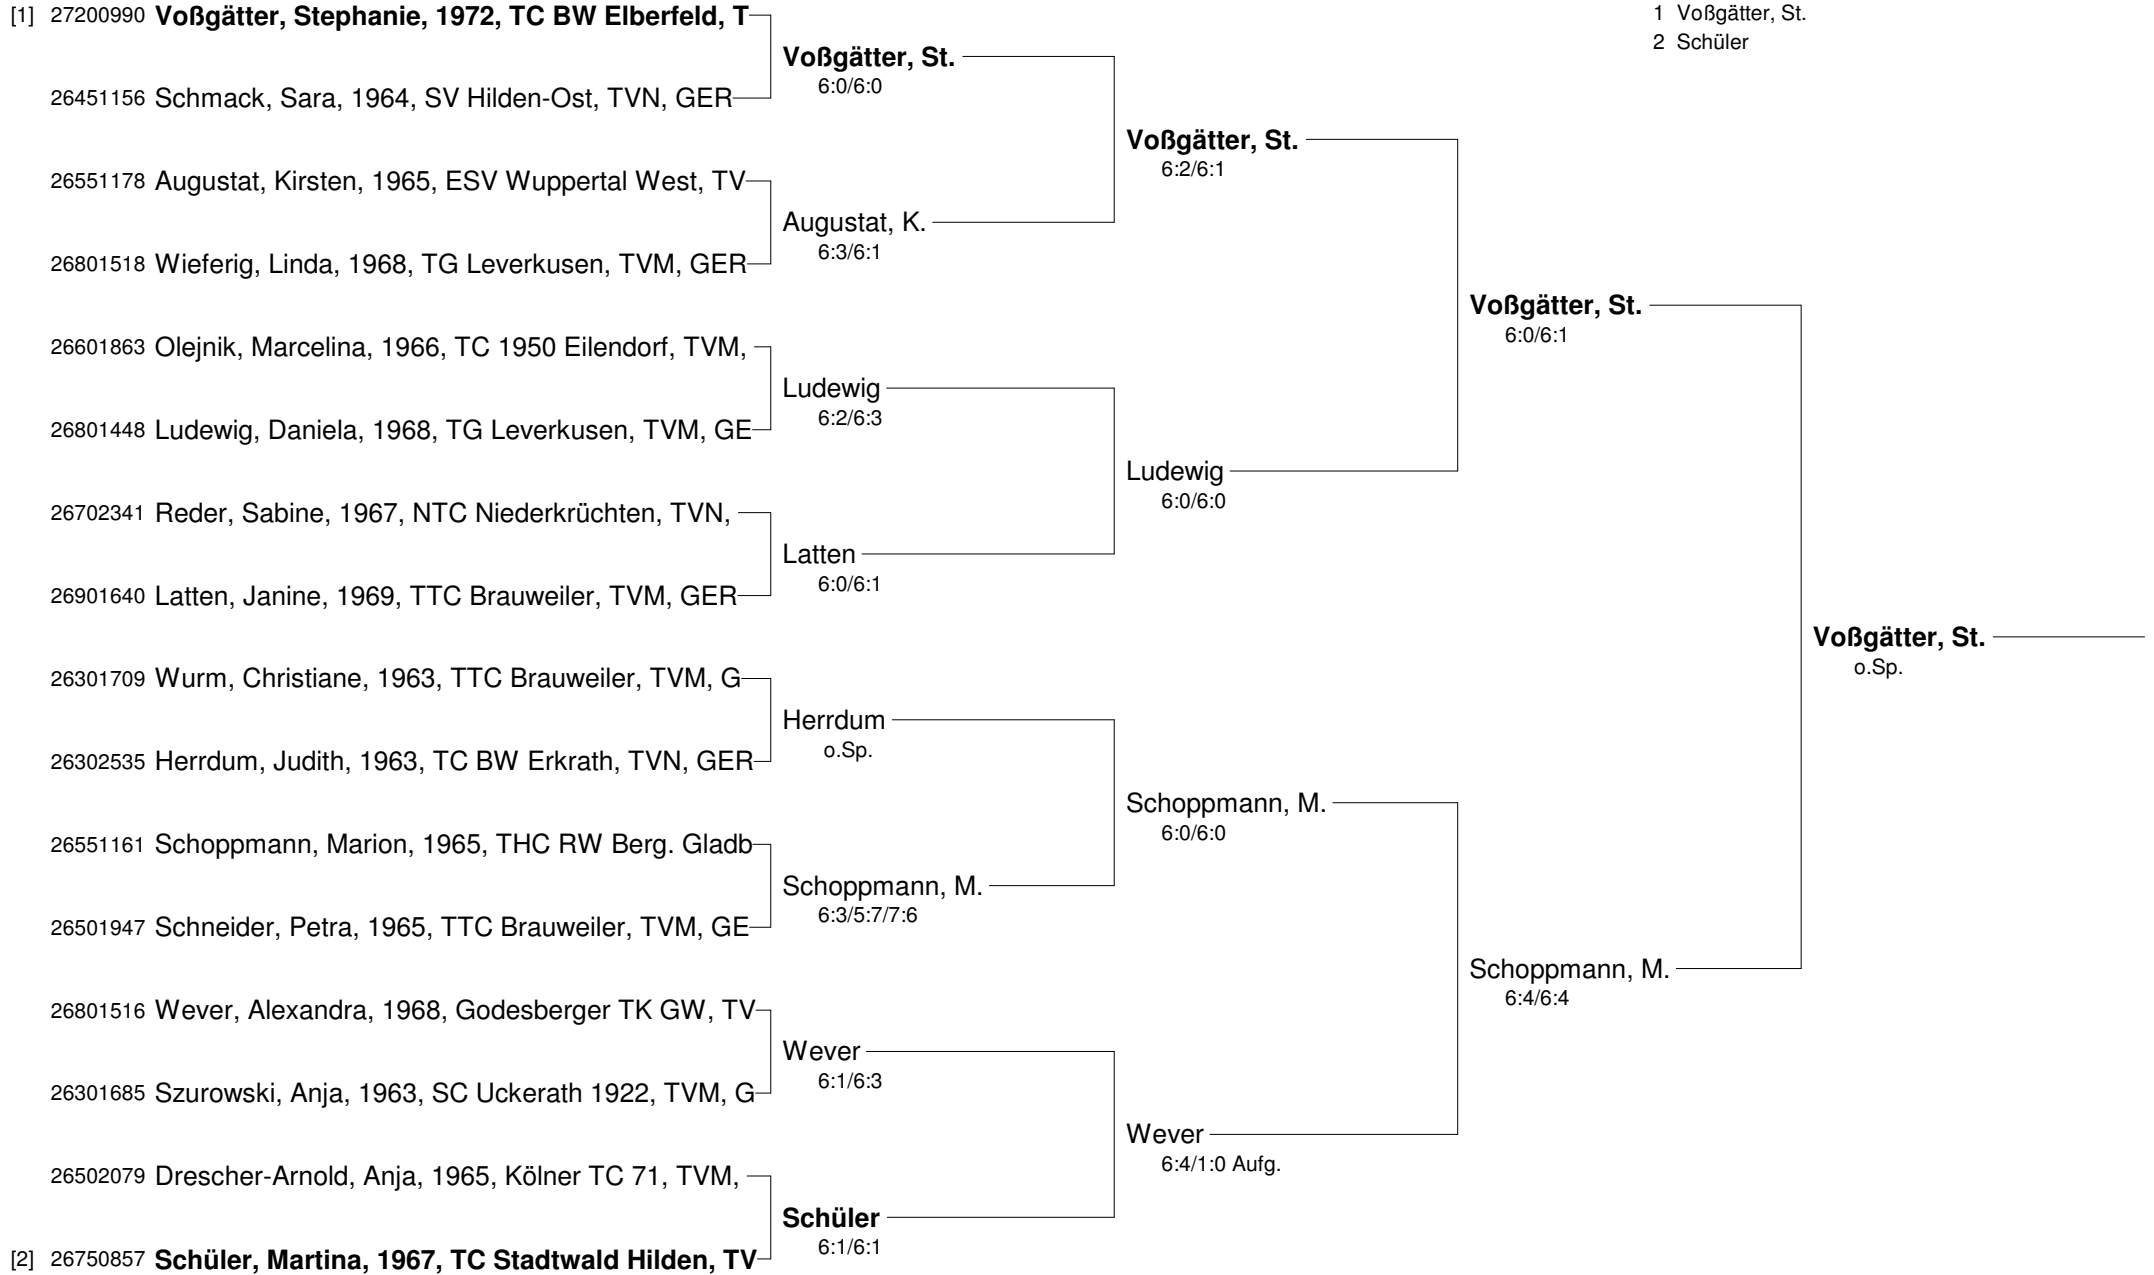 [1] 27200990 Voßgätter, Stephanie, 1972, TC BW Elberfeld, T
1 Voßgätter, St.
2 Schüler
Voßgätter, St.
6:0/6:0
26451156 Schmack, Sara, 1964, SV Hilden-Ost, TVN, GER
Voßgätter, St.
6:2/6:1
26551178 Augustat, Kirsten, 1965, ESV Wuppertal West, TV
Augustat, K.
6:3/6:1
26801518 Wieferig, Linda, 1968, TG Leverkusen, TVM, GER
Voßgätter, St.
6:0/6:1
26601863 Olejnik, Marcelina, 1966, TC 1950 Eilendorf, TVM,
Ludewig
6:2/6:3
26801448 Ludewig, Daniela, 1968, TG Leverkusen, TVM, GE
Ludewig
6:0/6:0
26702341 Reder, Sabine, 1967, NTC Niederkrüchten, TVN,
Latten
6:0/6:1
26901640 Latten, Janine, 1969, TTC Brauweiler, TVM, GER
Voßgätter, St.
o.Sp.
26301709 Wurm, Christiane, 1963, TTC Brauweiler, TVM, G
Herrdum
o.Sp.
26302535 Herrdum, Judith, 1963, TC BW Erkrath, TVN, GER
Schoppmann, M.
6:0/6:0
26551161 Schoppmann, Marion, 1965, THC RW Berg. Gladb
Schoppmann, M.
6:3/5:7/7:6
26501947 Schneider, Petra, 1965, TTC Brauweiler, TVM, GE
Schoppmann, M.
6:4/6:4
26801516 Wever, Alexandra, 1968, Godesberger TK GW, TV
Wever
6:1/6:3
26301685 Szurowski, Anja, 1963, SC Uckerath 1922, TVM, G
Wever
6:4/1:0 Aufg.
26502079 Drescher-Arnold, Anja, 1965, Kölner TC 71, TVM,
Schüler
6:1/6:1
[2] 26750857 Schüler, Martina, 1967, TC Stadtwald Hilden, TV